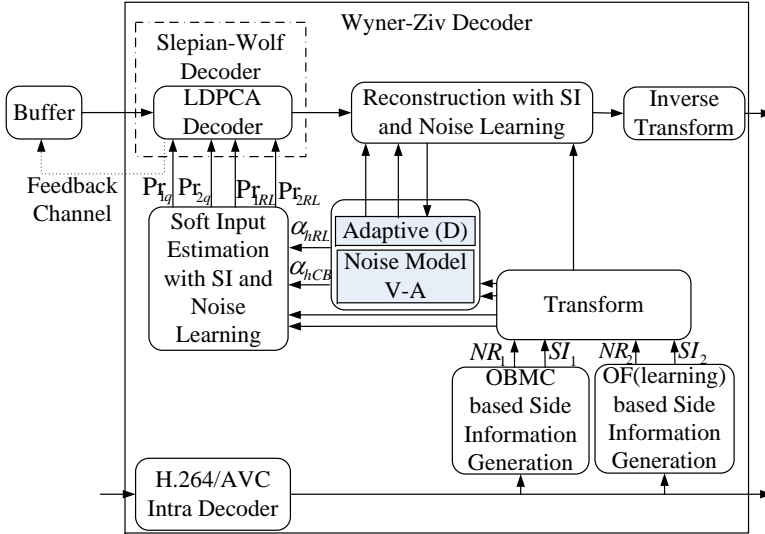 Wyner-Ziv Decoder
Slepian-Wolf
Decoder
Buffer
LDPCA
Decoder
Reconstruction with SI
and Noise Learning
Inverse
Transform
Feedback
Channel
Pr1q Pr2q Pr1RL Pr2RL
Soft Input
Estimation
with SI and
Noise
Learning
αhRL
αhCB
Adaptive (D)
Noise Model
V-A
Transform
NR1 SI1 NR2 SI2
OBMC
based Side
Information
Generation
OF(learning)
based Side
Information
Generation
H.264/AVC
Intra Decoder